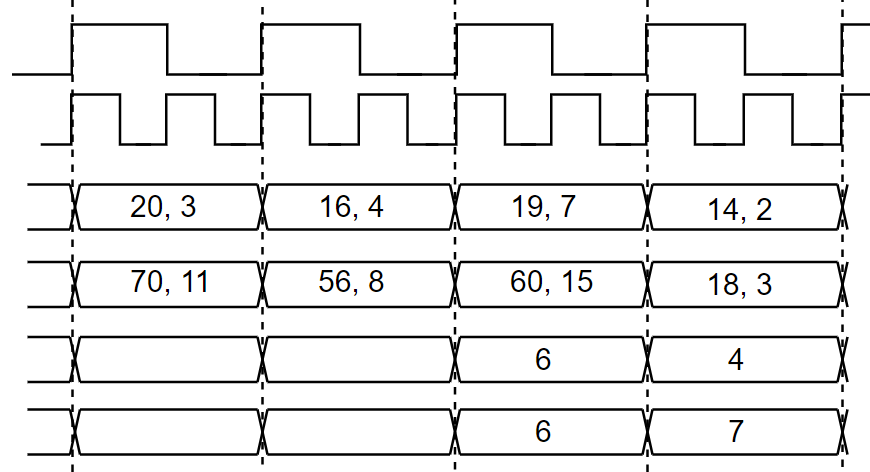 20, 3 16, 4 19, 7 14, 2
70, 11 56, 8 60, 15 18, 3
6 4
6 7